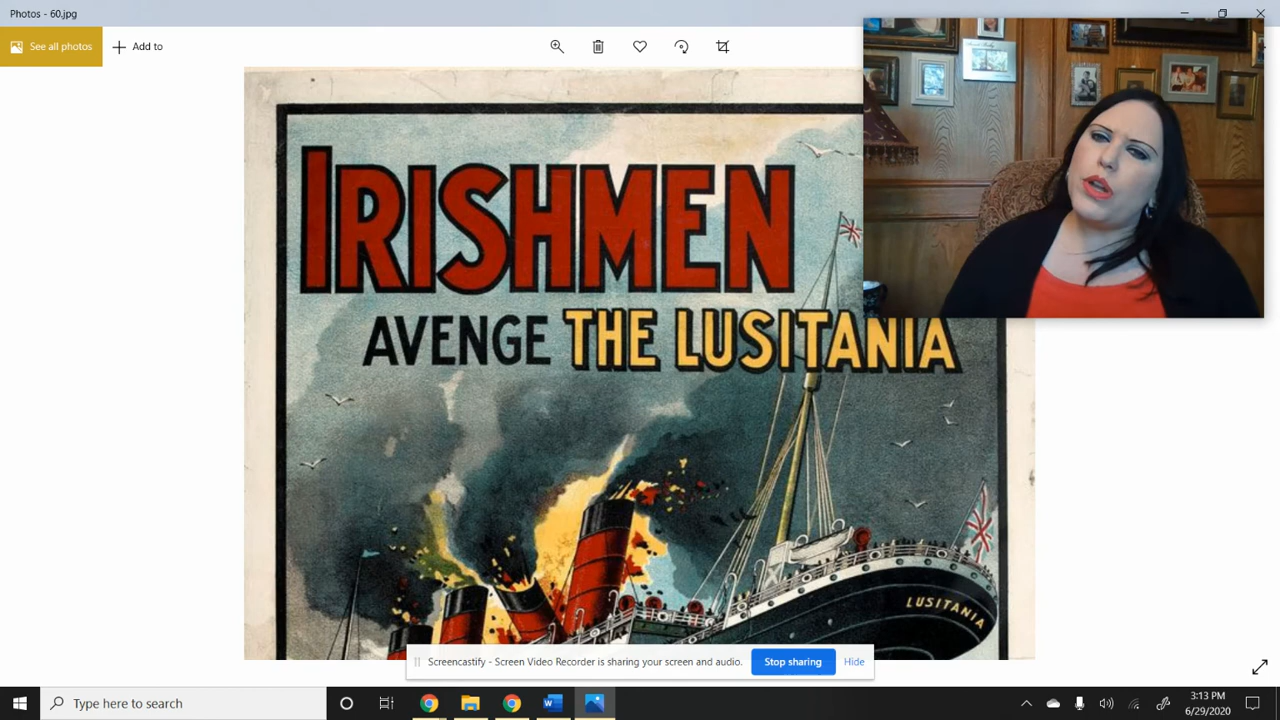 Photos - 60.jpg
See all photos
Add to
IRISHMEN
AVENGE THE LUSITANIA
LUSITANIA
Screencastify - Screen Video Recorder is sharing your screen and audio.
Stop sharing
Hide
Type here to search
3:13 PM
6/29/2020